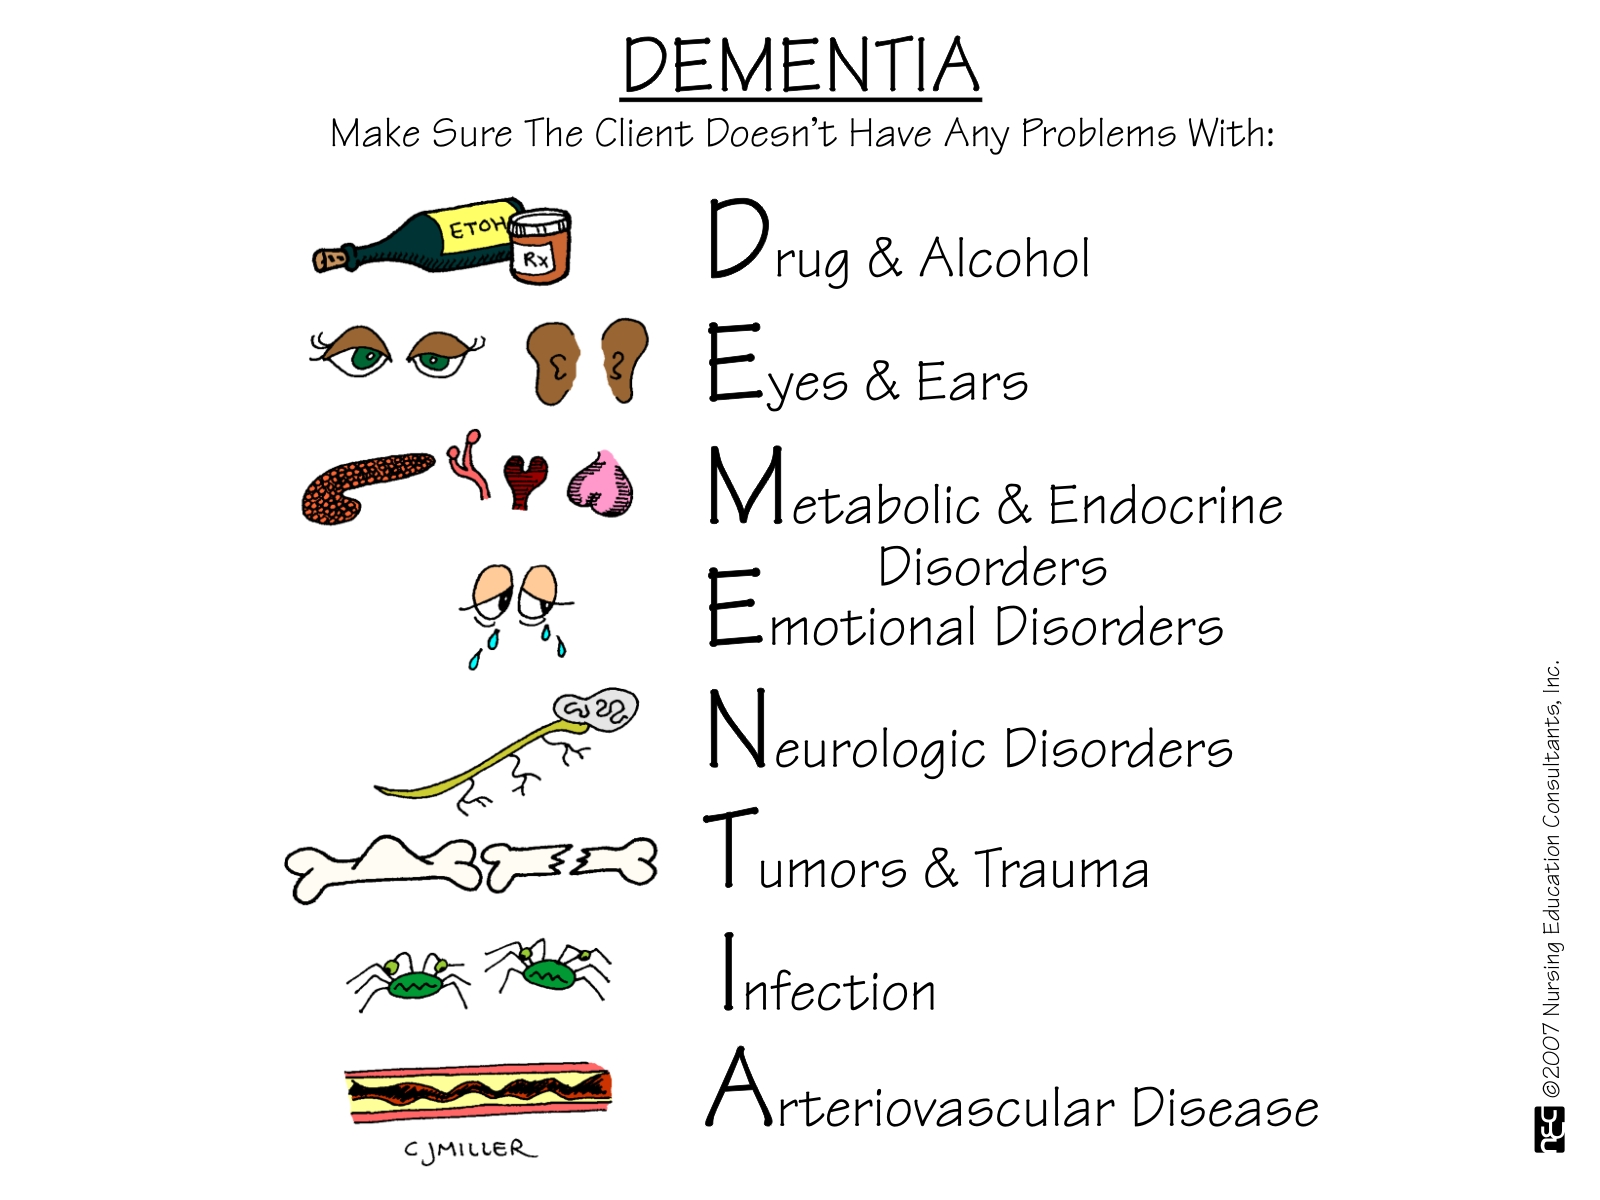 DEMENTIA
Make Sure The Client Doesn't Have Any Problems With:
ETOH
Rx
Drug & Alcohol
Eyes & Ears
Metabolic & Endocrine
Disorders
Emotional Disorders
Neurologic Disorders
Tumors & Trauma
Infection
Arteriovascular Disease
CJMILLER
©2007 Nursing Education Consultants, Inc.
nec